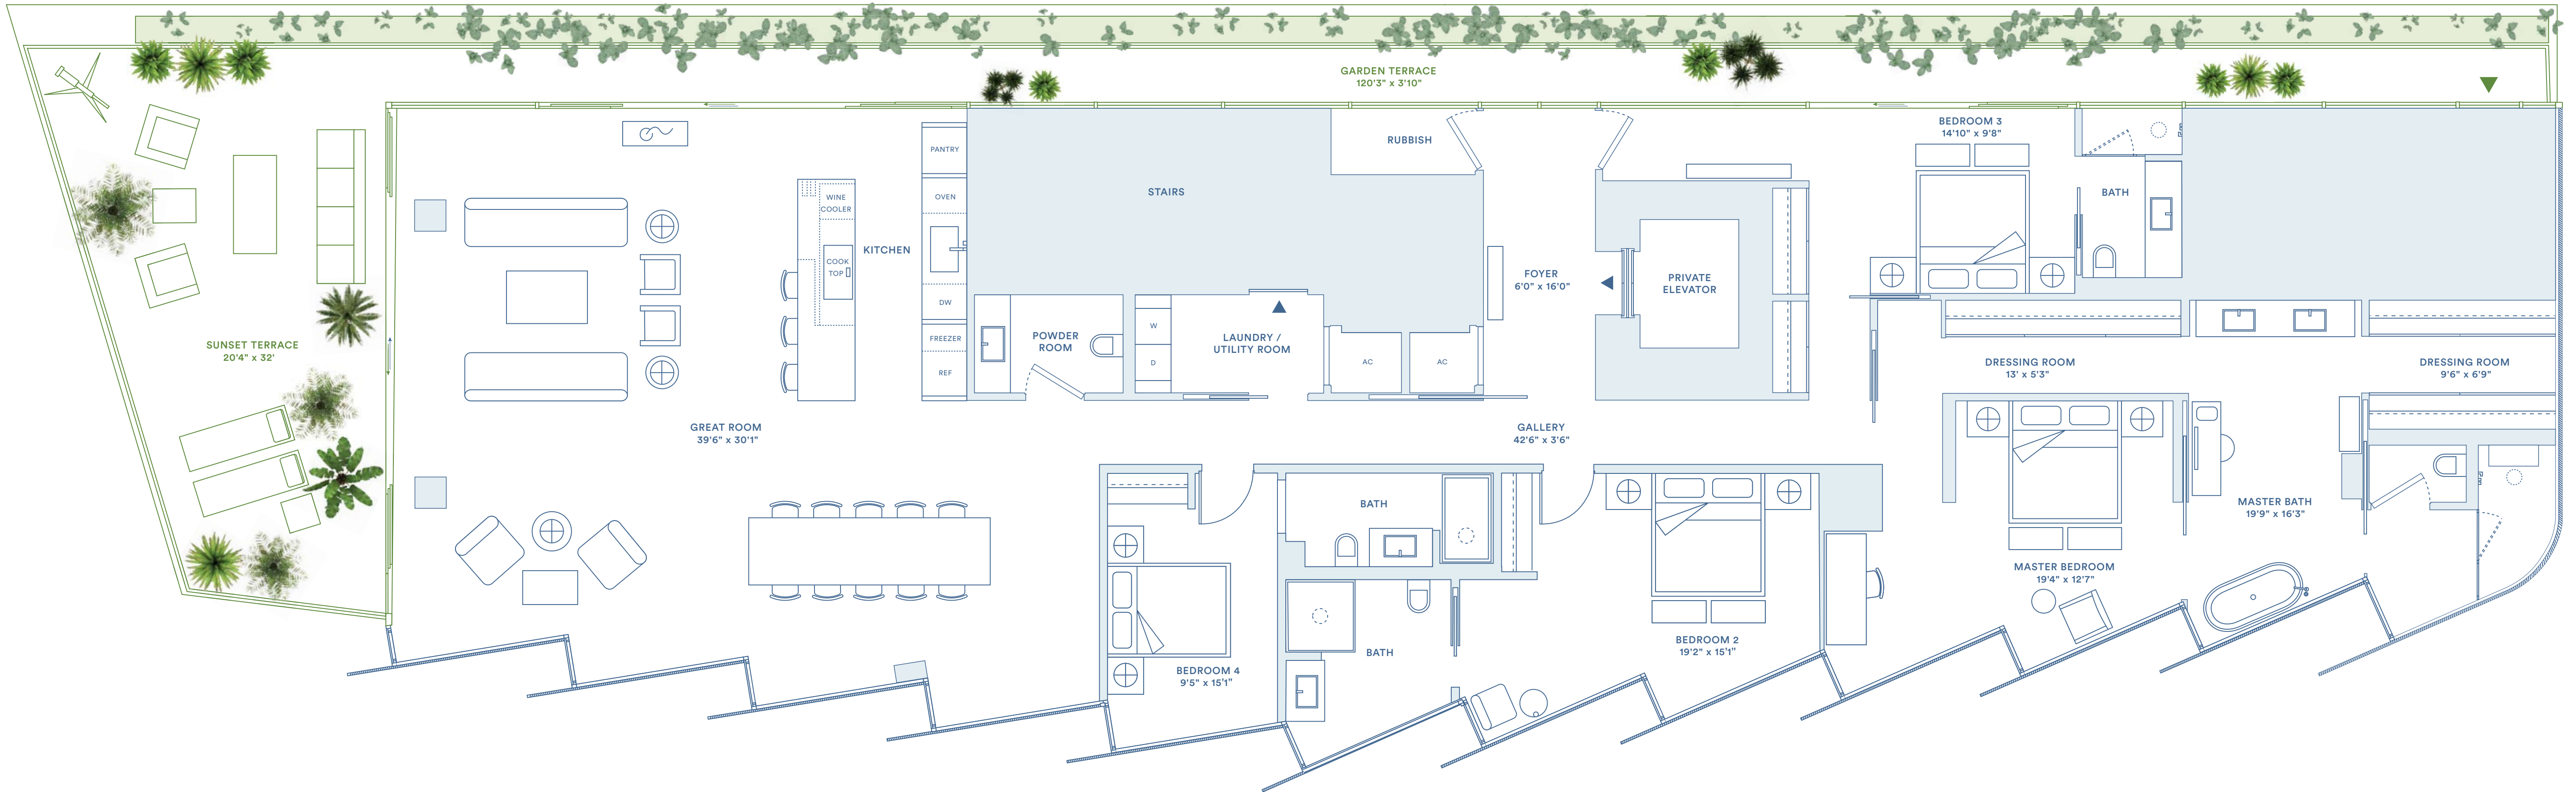 GARDEN TERRACE
120'3" x 3'10"
BEDROOM 3
14'10" x 9'8"
RUBBISH
PANTRY
STAIRS
BATH
OVEN
WINE
COOLER
KITCHEN
COOK
TOP
FOYER
6'0" x 16'0"
PRIVATE
ELEVATOR
DW
W
POWDER
ROOM
LAUNDRY /
UTILITY ROOM
FREEZER
SUNSET TERRACE
20'4" x 32'
D
AC
AC
REF
DRESSING ROOM
13' x 5'3"
DRESSING ROOM
9'6" x 6'9"
GREAT ROOM
39'6" x 30'1"
GALLERY
42'6" x 3'6"
BATH
MASTER BATH
19'9" x 16'3"
MASTER BEDROOM
19'4" x 12'7"
BEDROOM 2
19'2" x 15'1"
BATH
BEDROOM 4
9'5" x 15'1"